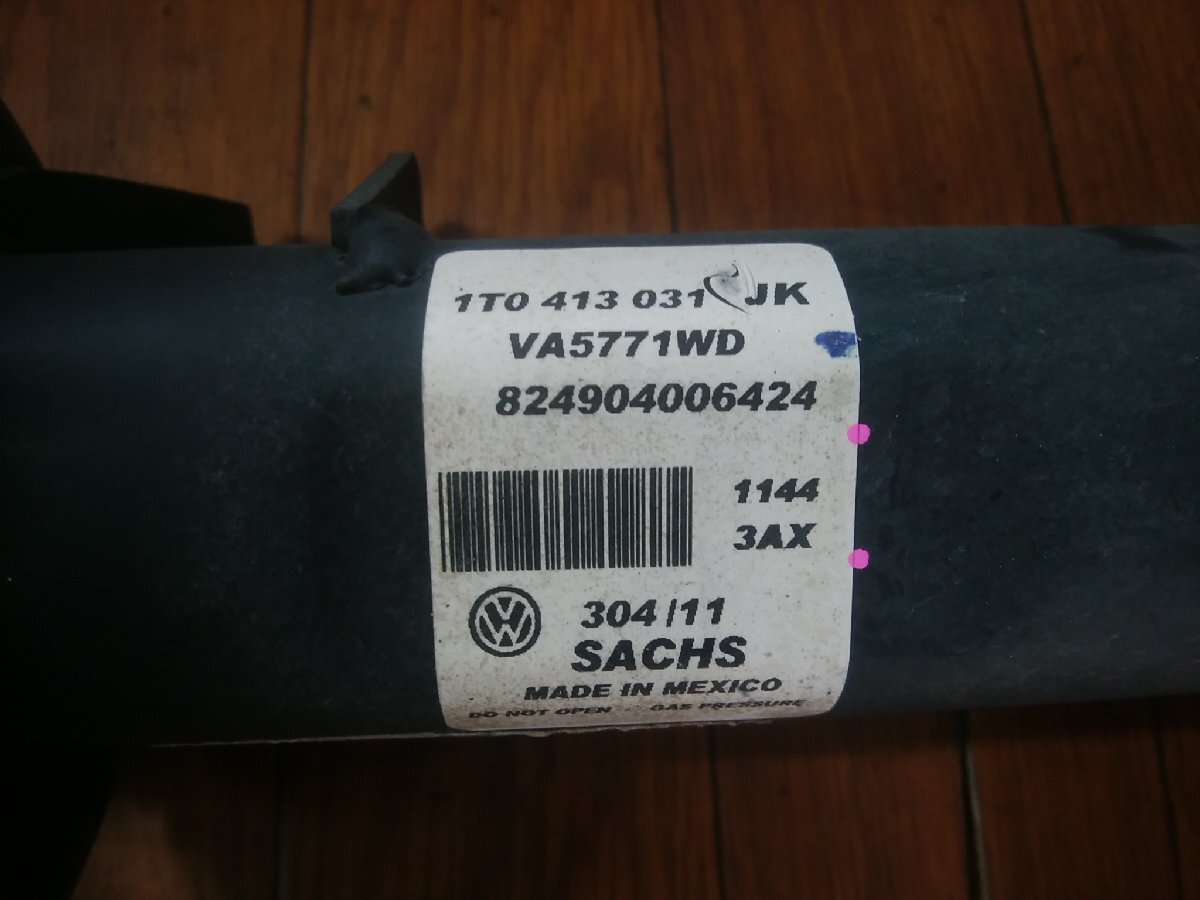 1T0 413 031 JK
VA5771WD
824904006424
1144
3AX
304/11
SACHS
MADE IN MEXICO
DO NOT OPEN - GAS PRESSURE